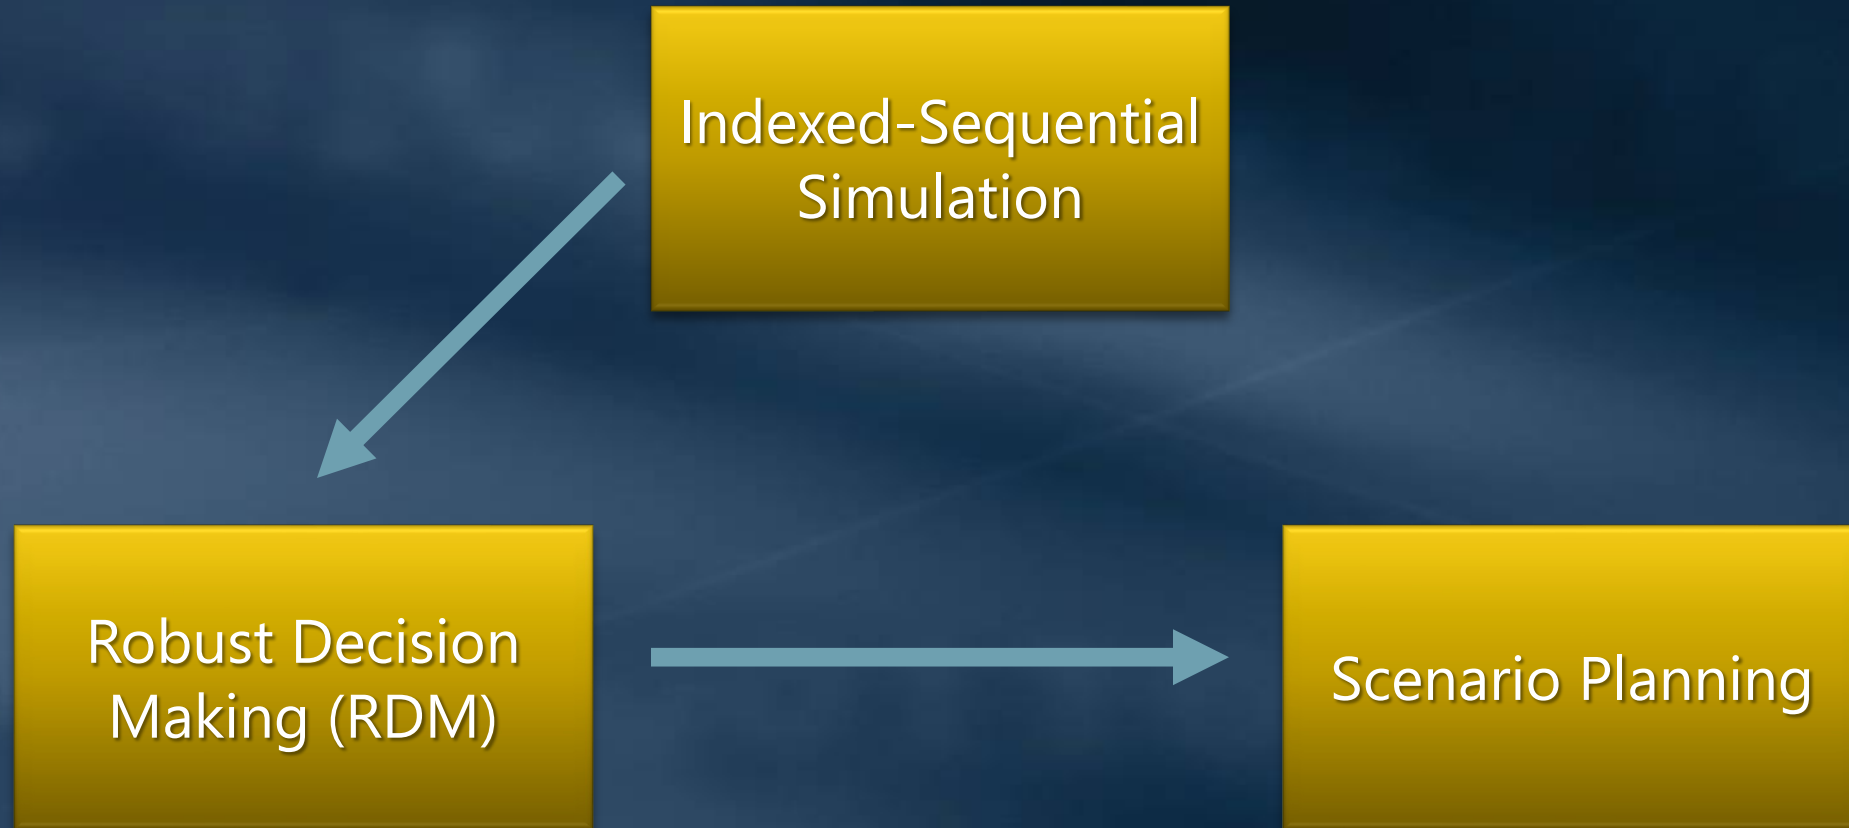 Indexed-Sequential
Simulation
Robust Decision
Making (RDM)
Scenario Planning